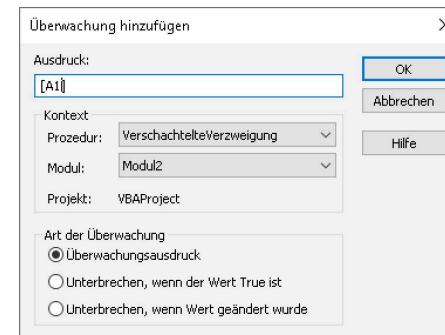 Überwachung hinzufügen
Ausdruck:
[A1]
OK
Abbrechen
Kontext
Prozedur: VerschachtelteVerzweigung
Hilfe
Modul: Modul2
Projekt: VBAProject
Art der Überwachung
Überwachungsausdruck
Unterbrechen, wenn der Wert True ist
Unterbrechen, wenn Wert geändert wurde